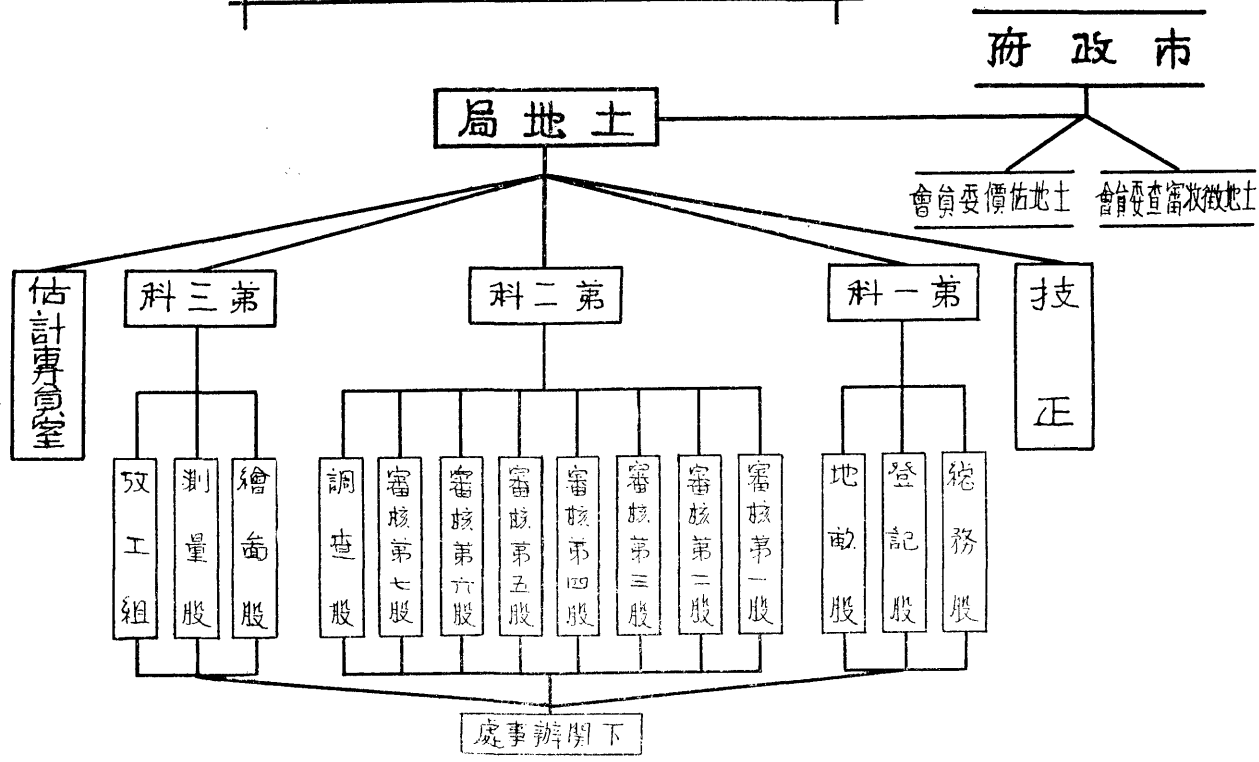 市政府
土地局
土地徵收審查委員會
土地估價委員會
技正
第一科
第二科
第三科
估計專員室
總務股
登記股
地畝股
審核第一股
審核第二股
審核第三股
審核第四股
審核第五股
審核第六股
審核第七股
調查股
繪圖股
測量股
攷工組
下關辦事處